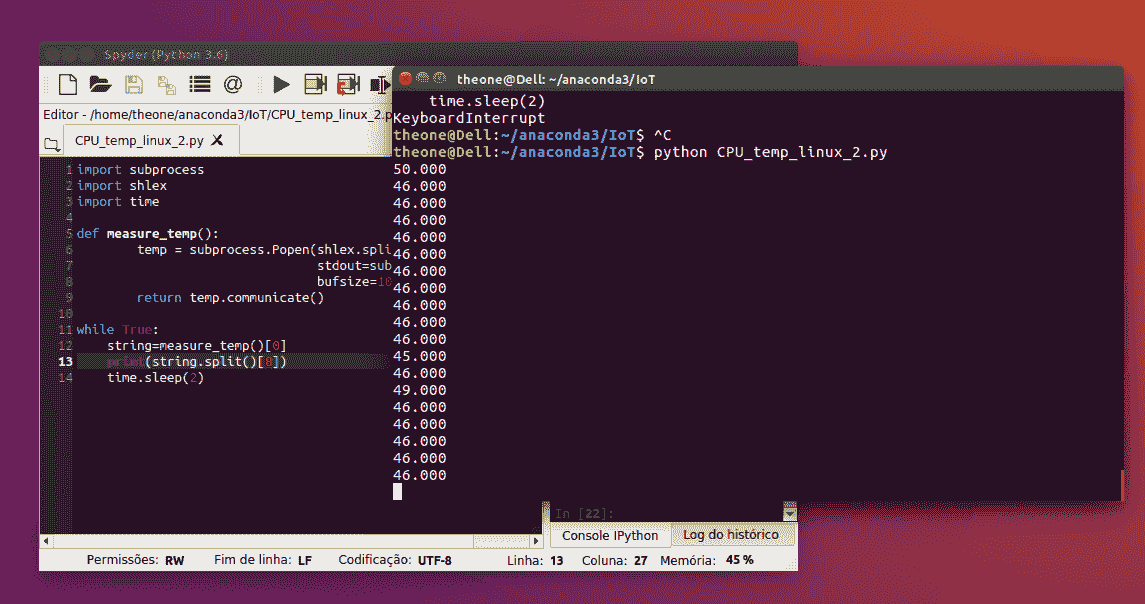 Spyder(Python 3.6)
Editor - /home/theone/anaconda3/IoT/CPU_temp_linux_2.p
CPU_temp_linux_2.py
1 import subprocess
2 import shlex
3 import time
4
5 def measure_temp():
6 temp = subprocess.Popen(shlex.spli
7 stdout=sub
8 bufsize=10
9 return temp.communicate()
10
11 while True:
12 string=measure_temp()[0]
13 print(string.split()[8])
14 time.sleep(2)
theone@Dell: ~/anaconda3/IoT
time.sleep(2)
KeyboardInterrupt
theone@Dell:~/anaconda3/IoT$ ^C
theone@Dell:~/anaconda3/IoT$ python CPU_temp_linux_2.py
50.000
46.000
46.000
46.000
46.000
46.000
46.000
46.000
46.000
46.000
46.000
45.000
46.000
49.000
46.000
46.000
46.000
46.000
46.000
In [22]:
Console IPython Log do histórico
Permissões: RW Fim de linha: LF Codificação: UTF-8 Linha: 13 Coluna: 27 Memória: 45 %